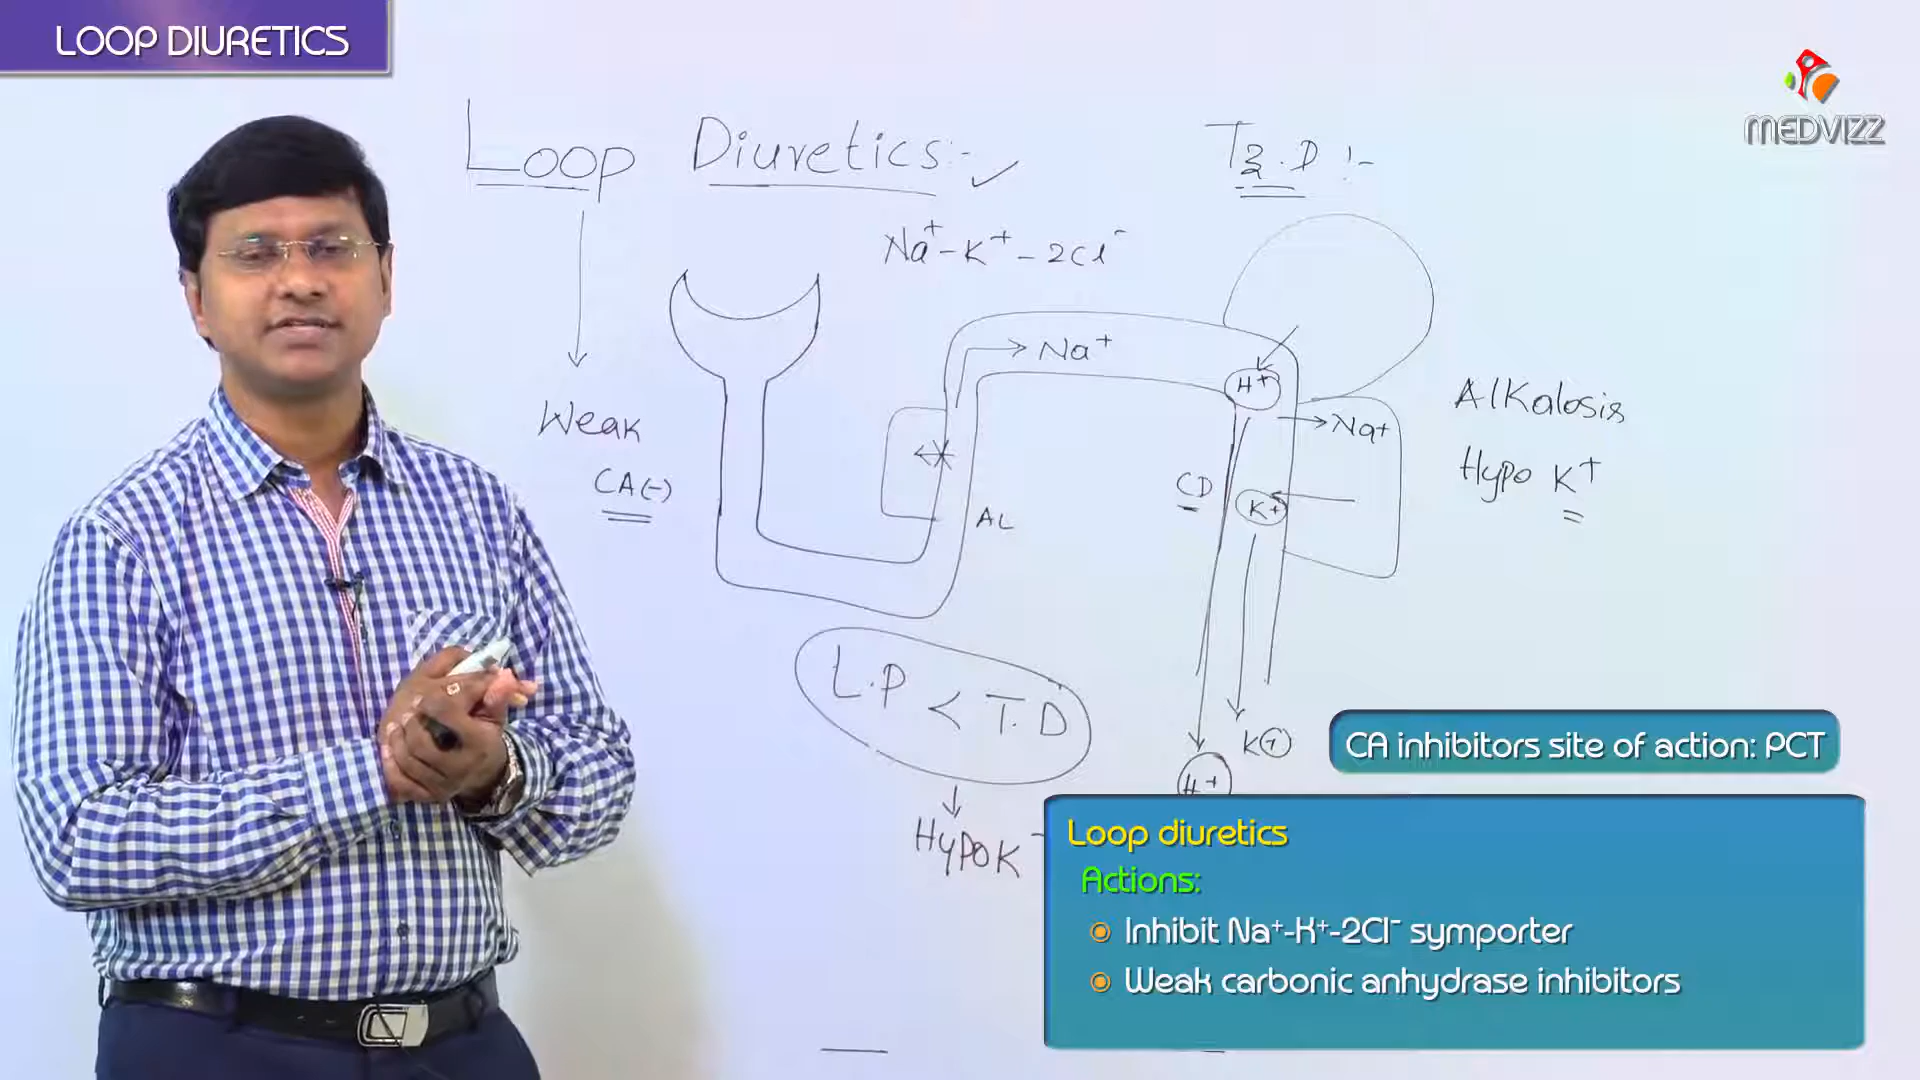 LOOP DIURETICS
MEDVIZZ
Loop Diuretics:-
Na⁺-K⁺-2Cl⁻
Weak
CA(-)
Na⁺
H⁺
Na+
CD
K+
AL
Alkalosis
Hypo K⁺
L.P < T.D
K+
H+
HypoK
CA inhibitors site of action: PCT
Loop diuretics
Actions:
Inhibit Na⁺-K⁺-2Cl⁻ symporter
Weak carbonic anhydrase inhibitors